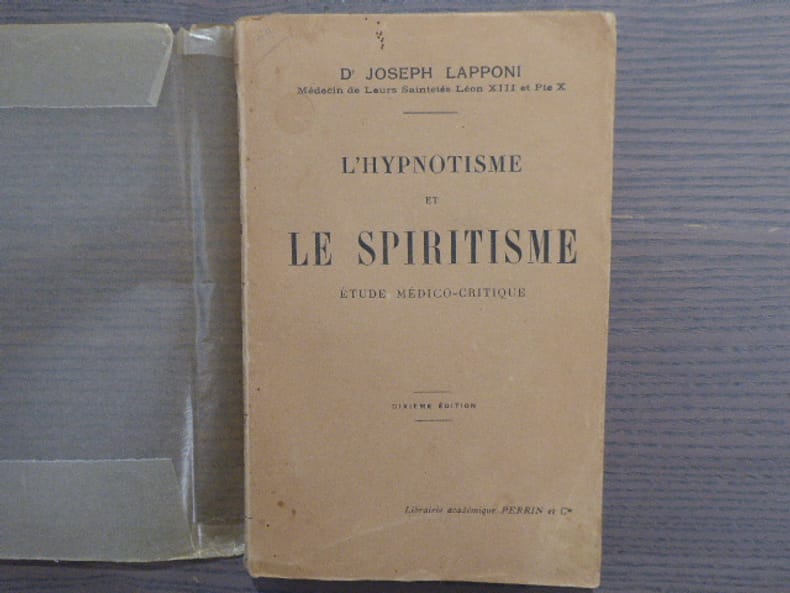 Dr JOSEPH LAPPONI
Médecin de Leurs Saintetés Léon XIII et Pie X
L'HYPNOTISME
ET
LE SPIRITISME
ÉTUDE MÉDICO-CRITIQUE
DIXIÈME ÉDITION
Librairie académique PERRIN et Cie